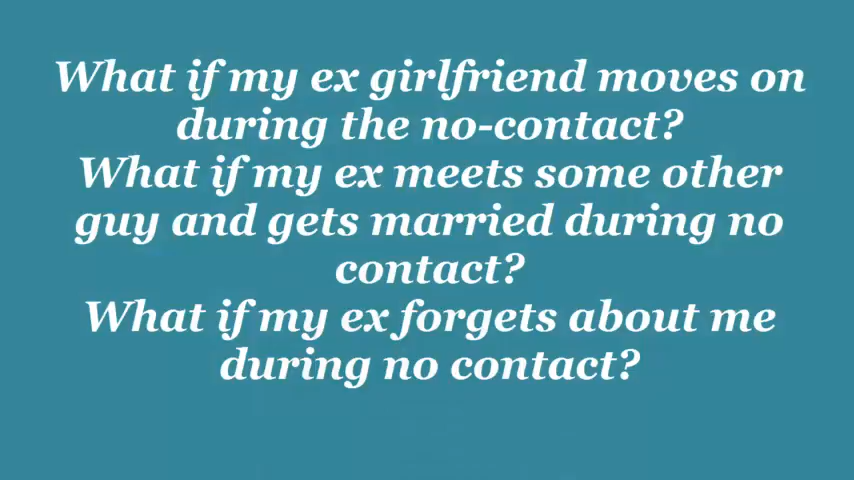 What if my ex girlfriend moves on
during the no-contact?
What if my ex meets some other
guy and gets married during no
contact?
What if my ex forgets about me
during no contact?